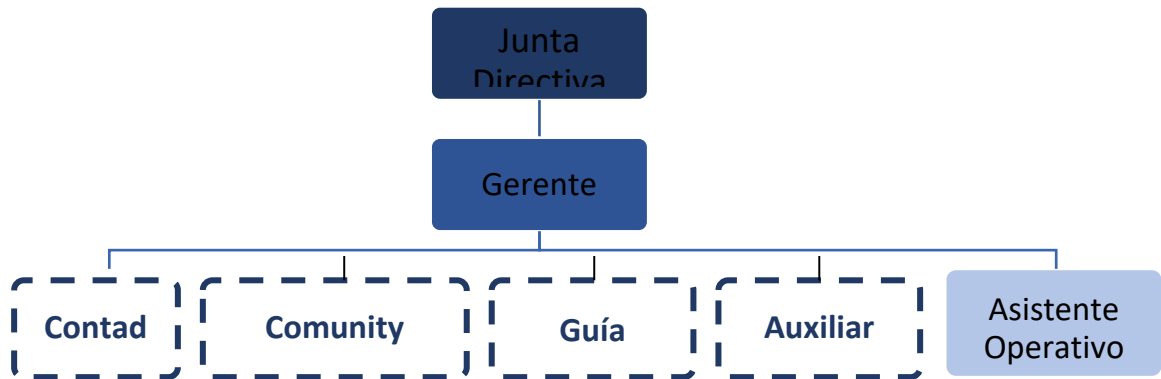 Junta
Directiva
Gerente
Contad
Comunity
Guía
Auxiliar
Asistente
Operativo